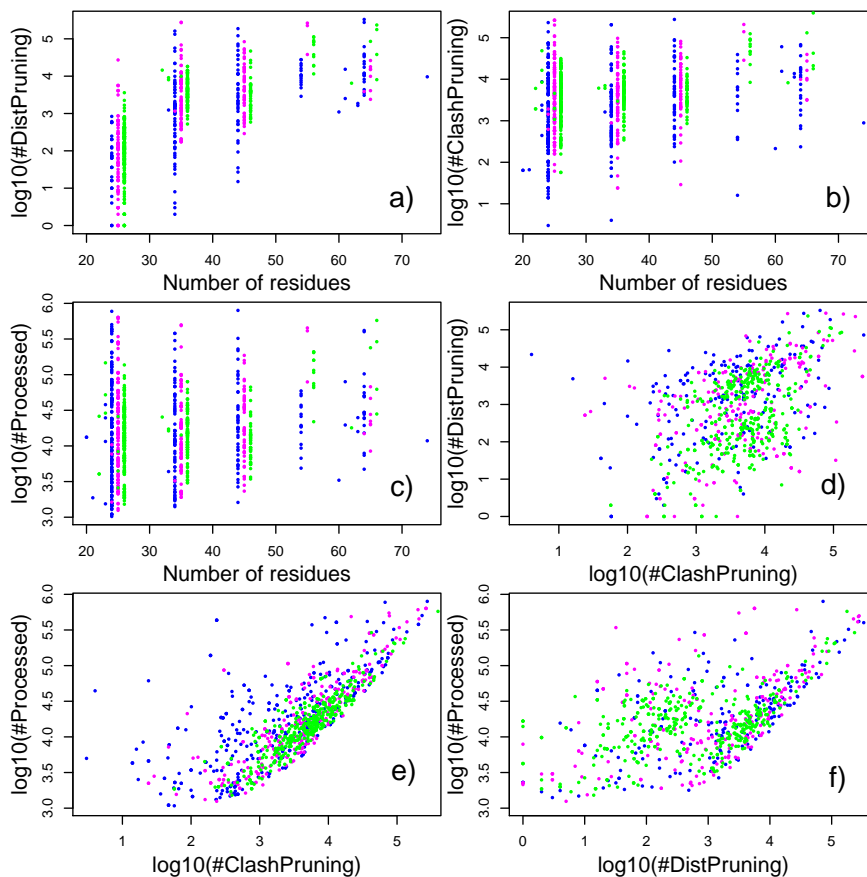 log10(#DistPruning)
0 1 2 3 4 5
20 30 40 50 60 70
Number of residues
a)
log10(#ClashPruning)
1 2 3 4 5
20 30 40 50 60 70
Number of residues
b)
log10(#Processed)
3.0 3.5 4.0 4.5 5.0 5.5 6.0
20 30 40 50 60 70
Number of residues
c)
log10(#DistPruning)
0 1 2 3 4 5
1 2 3 4 5
log10(#ClashPruning)
d)
log10(#Processed)
3.0 3.5 4.0 4.5 5.0 5.5 6.0
1 2 3 4 5
log10(#ClashPruning)
e)
log10(#Processed)
3.0 3.5 4.0 4.5 5.0 5.5 6.0
0 1 2 3 4 5
log10(#DistPruning)
f)